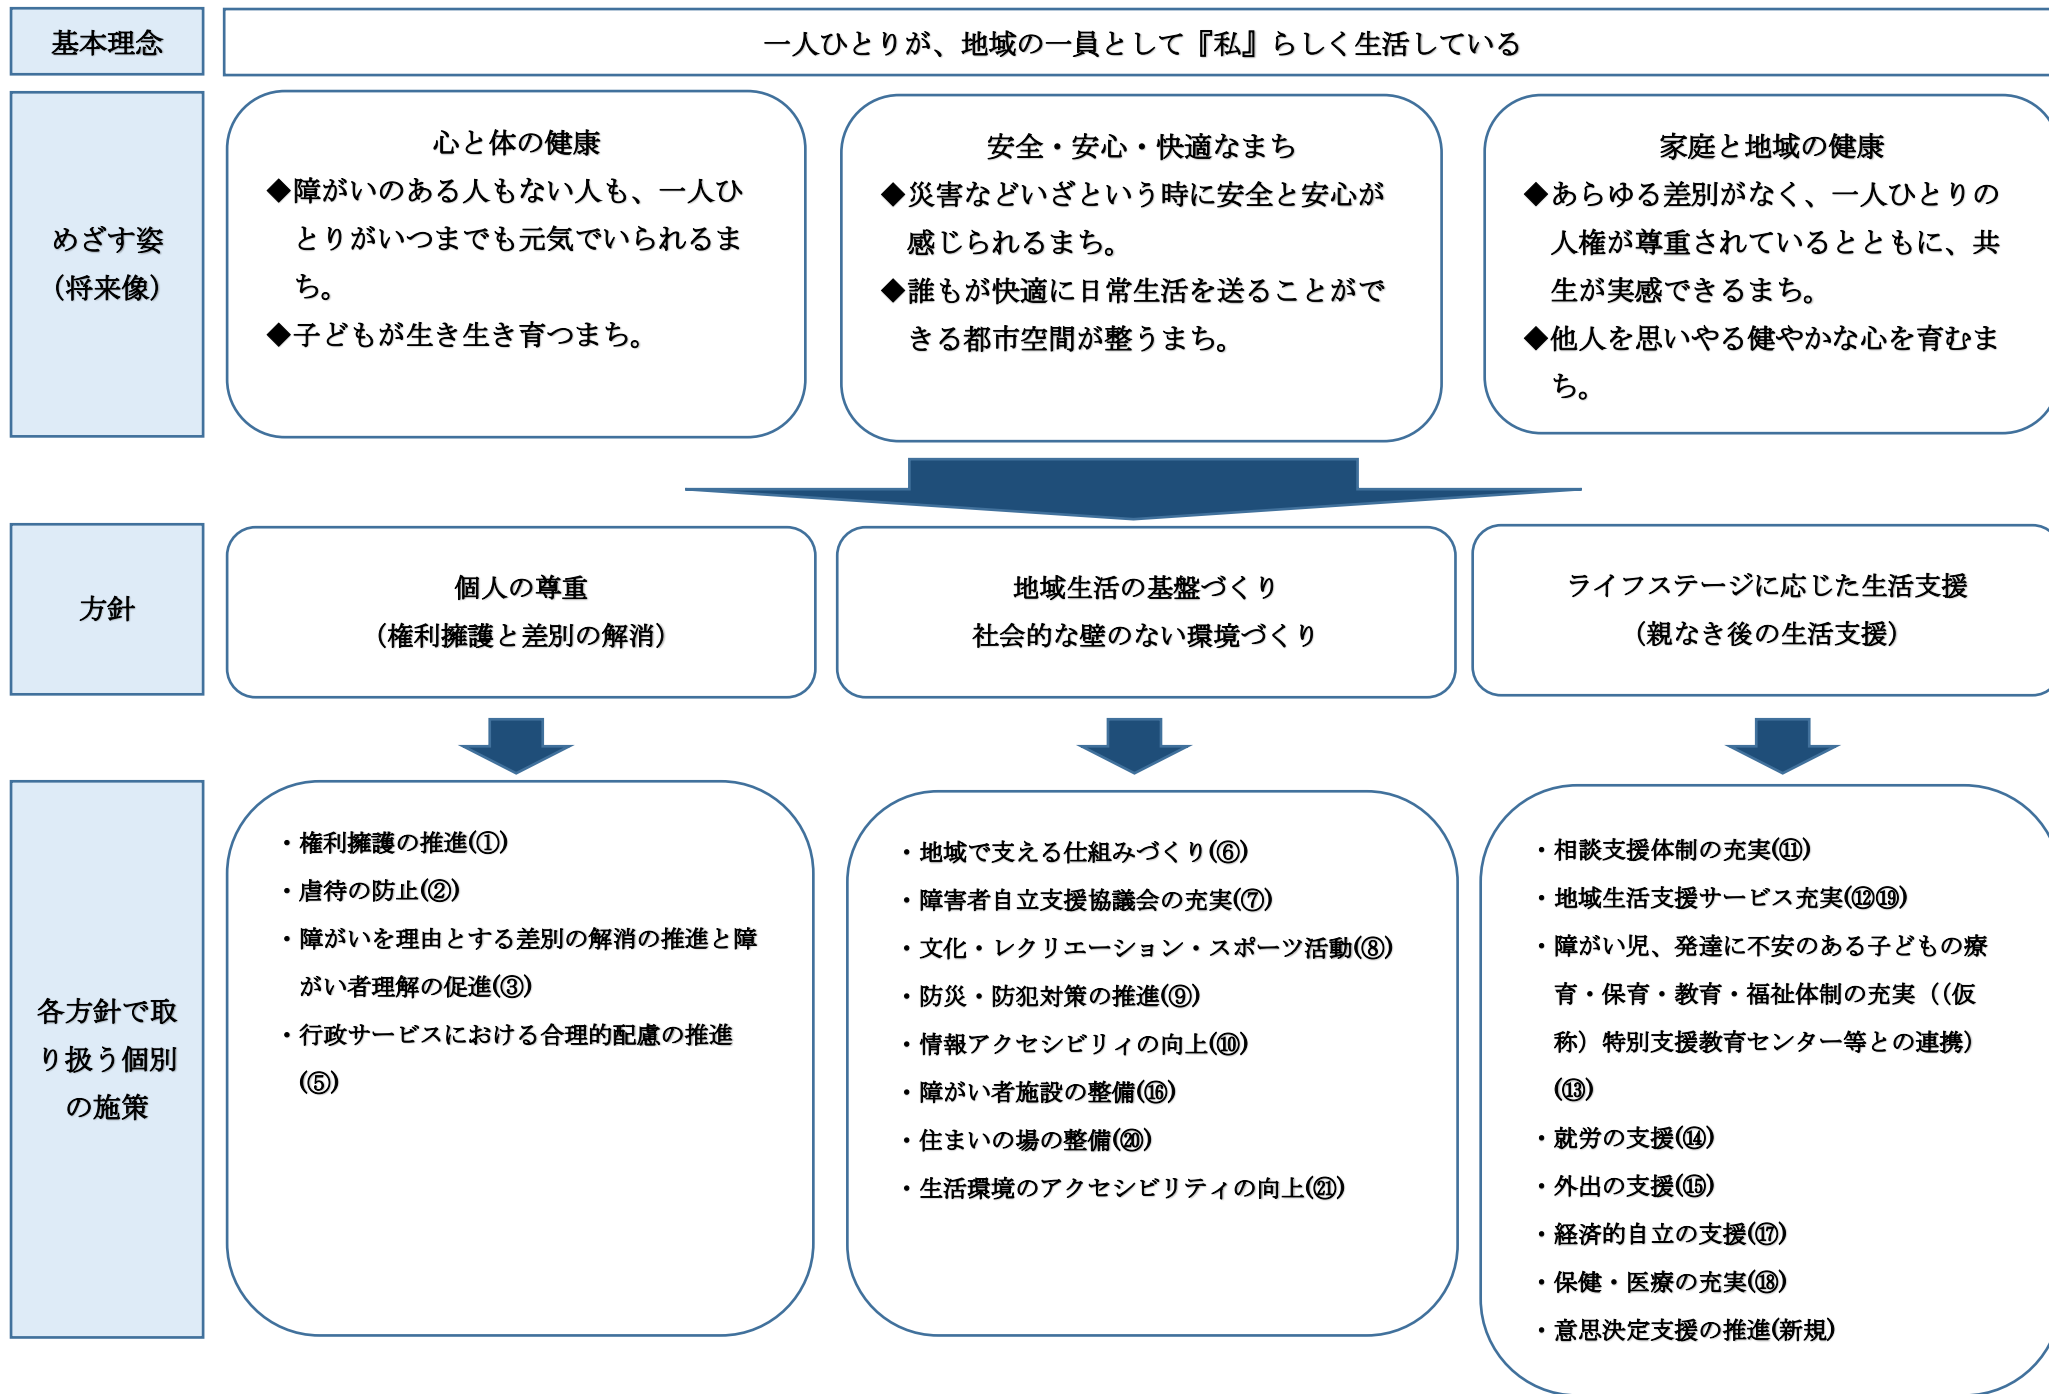 基本理念
一人ひとりが、地域の一員として『私』らしく生活している
めざす姿
（将来像）
心と体の健康
◆障がいのある人もない人も、一人ひ
とりがいつまでも元気でいられるま
ち。
◆子どもが生き生き育つまち。
安全・安心・快適なまち
◆災害などいざという時に安全と安心が
感じられるまち。
◆誰もが快適に日常生活を送ることがで
きる都市空間が整うまち。
家庭と地域の健康
◆あらゆる差別がなく、一人ひとりの
人権が尊重されているとともに、共
生が実感できるまち。
◆他人を思いやる健やかな心を育むま
ち。
方針
個人の尊重
（権利擁護と差別の解消）
地域生活の基盤づくり
社会的な壁のない環境づくり
ライフステージに応じた生活支援
（親なき後の生活支援）
各方針で取
り扱う個別
の施策
・権利擁護の推進(①)
・虐待の防止(②)
・障がいを理由とする差別の解消の推進と障
がい者理解の促進(③)
・行政サービスにおける合理的配慮の推進
(⑤)
・地域で支える仕組みづくり(⑥)
・障害者自立支援協議会の充実(⑦)
・文化・レクリエーション・スポーツ活動(⑧)
・防災・防犯対策の推進(⑨)
・情報アクセシビリィの向上(⑩)
・障がい者施設の整備(⑯)
・住まいの場の整備(⑳)
・生活環境のアクセシビリティの向上(㉑)
・相談支援体制の充実(⑪)
・地域生活支援サービス充実(⑫⑲)
・障がい児、発達に不安のある子どもの療
育・保育・教育・福祉体制の充実（(仮
称）特別支援教育センター等との連携）
(⑬)
・就労の支援(⑭)
・外出の支援(⑮)
・経済的自立の支援(⑰)
・保健・医療の充実(⑱)
・意思決定支援の推進(新規)